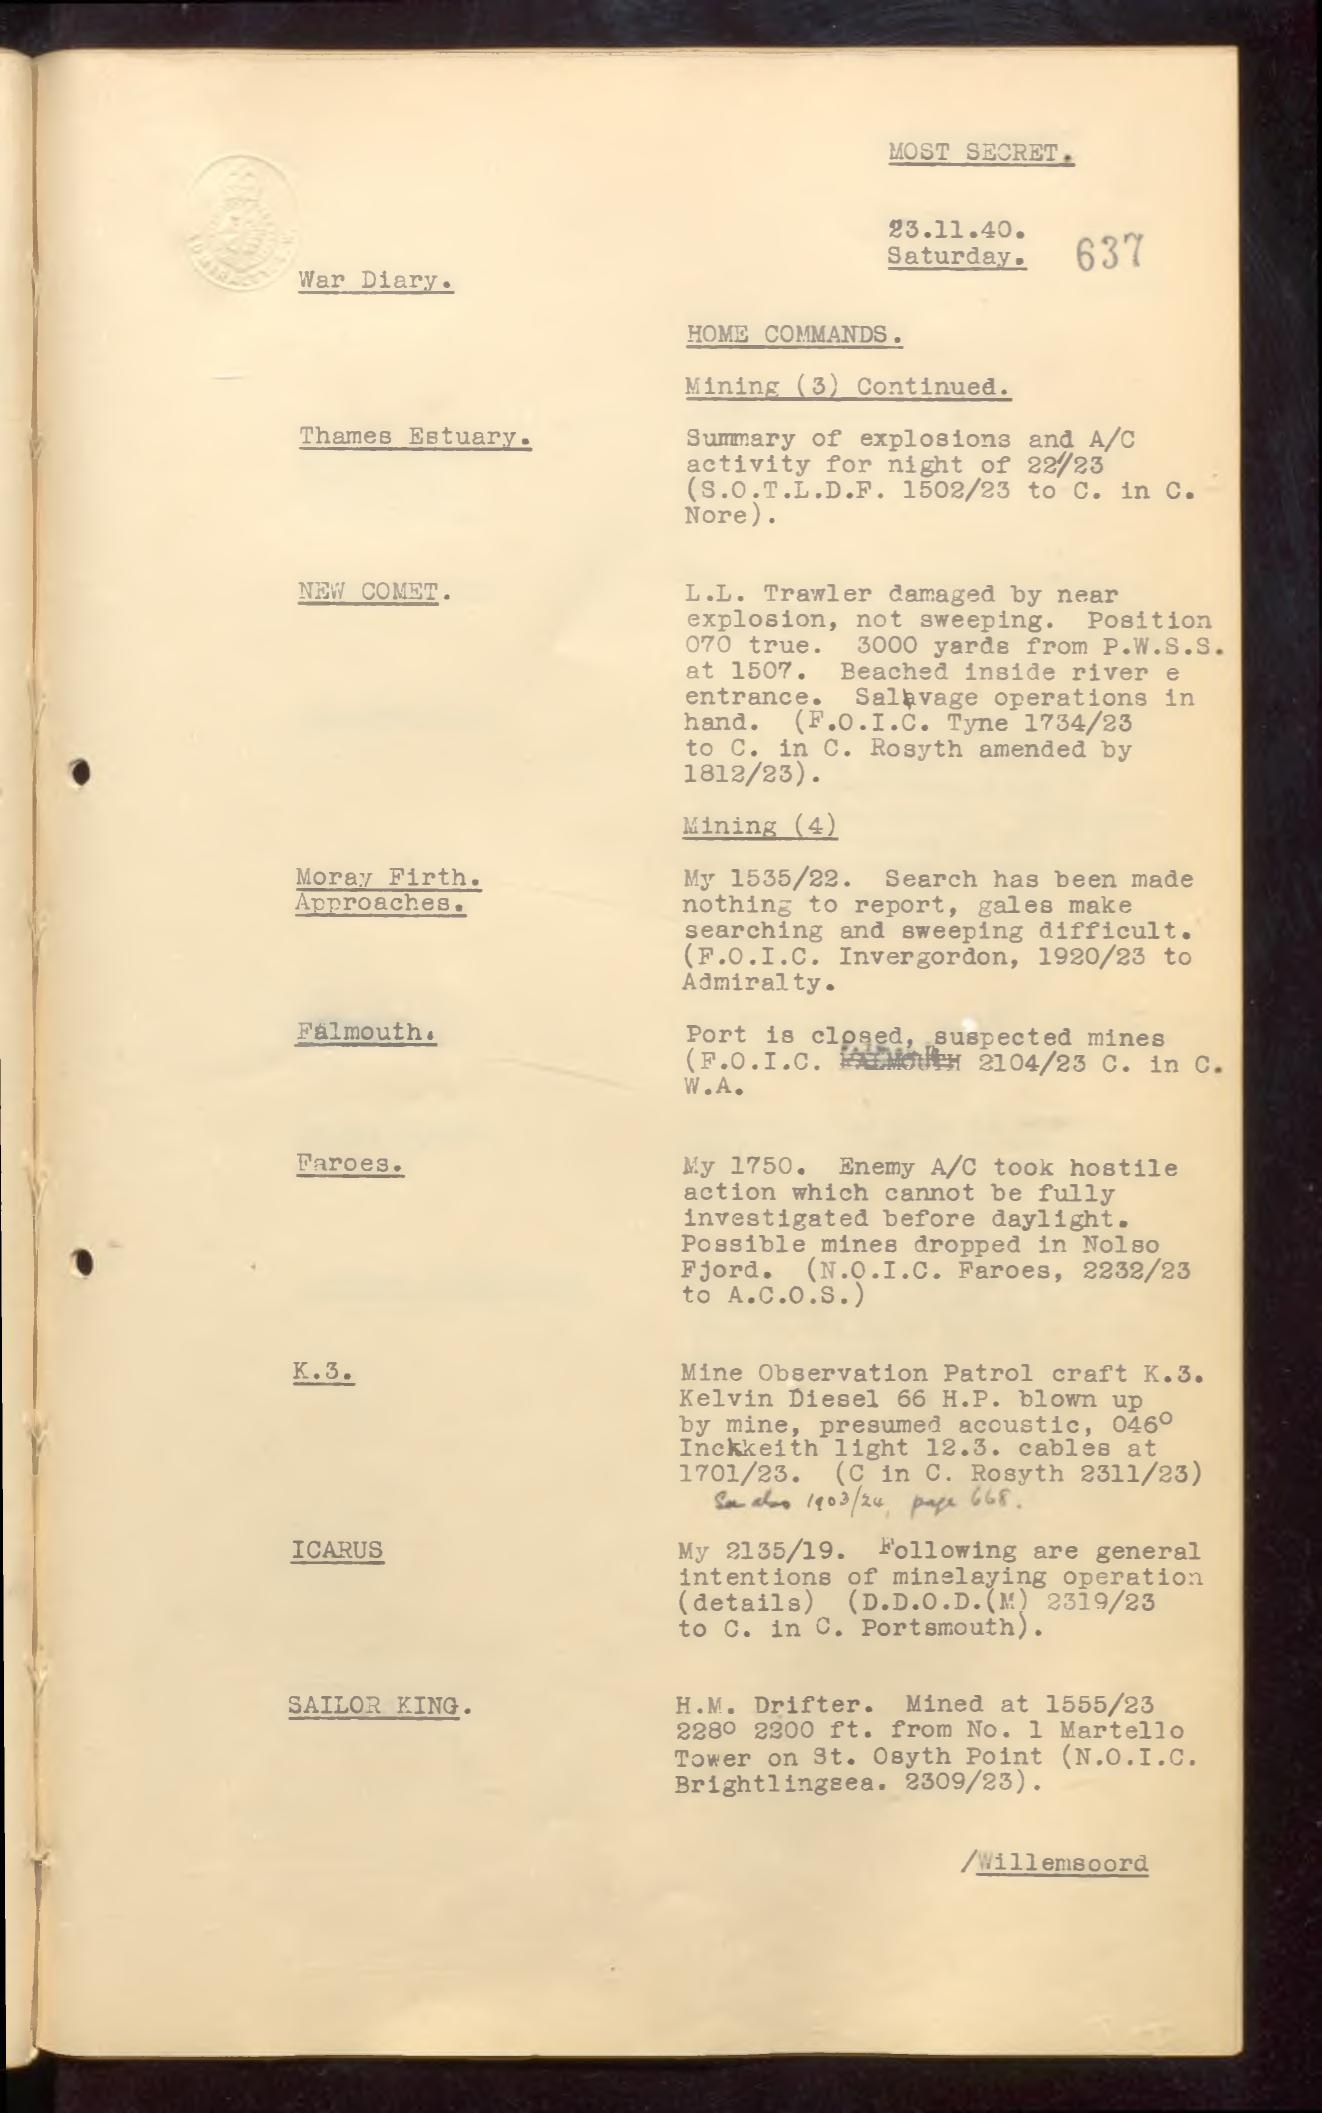 MOST SECRET.
23.11.40.
Saturday.
637
War Diary.
HOME COMMANDS.
Mining (3) Continued.
Thames Estuary.
Summary of explosions and A/C
activity for night of 22/23
(S.O.T.L.D.F. 1502/23 to C. in C.
Nore).
NEW COMET.
L.L. Trawler damaged by near
explosion, not sweeping. Position
070 true. 3000 yards from P.W.S.S.
at 1507. Beached inside river e
entrance. Salvage operations in
hand. (F.O.I.C. Tyne 1734/23
to C. in C. Rosyth amended by
1812/23).
Mining (4)
Moray Firth.
Approaches.
My 1535/22. Search has been made
nothing to report, gales make
searching and sweeping difficult.
(F.O.I.C. Invergordon, 1920/23 to
Admiralty.
Falmouth.
Port is closed, suspected mines
(F.O.I.C. FALMOUTH 2104/23 C. in C.
W.A.
Faroes.
My 1750. Enemy A/C took hostile
action which cannot be fully
investigated before daylight.
Possible mines dropped in Nolso
Fjord. (N.O.I.C. Faroes, 2232/23
to A.C.O.S.)
K.3.
Mine Observation Patrol craft K.3.
Kelvin Diesel 66 H.P. blown up
by mine, presumed acoustic, 046°
Inckkeith light 12.3. cables at
1701/23. (C in C. Rosyth 2311/23)
See also 1903/24, page 668.
ICARUS
My 2135/19. Following are general
intentions of minelaying operation
(details) (D.D.O.D.(M) 2319/23
to C. in C. Portsmouth).
SAILOR KING.
H.M. Drifter. Mined at 1555/23
228° 2200 ft. from No. 1 Martello
Tower on St. Osyth Point (N.O.I.C.
Brightlingsea. 2309/23).
/Willemsoord